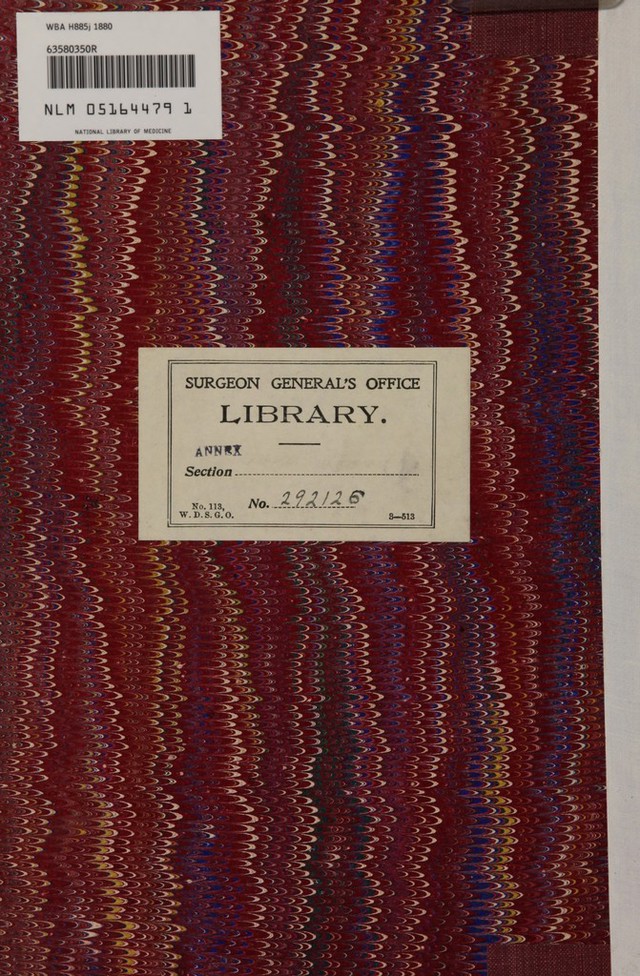 WBA H885j 1880
63580350R
NLM 05164479 1
NATIONAL LIBRARY OF MEDICINE
SURGEON GENERAL'S OFFICE
LIBRARY.
ANNEX
Section
No. 113,
W. D. S. G. O.
No. 292126
3—513